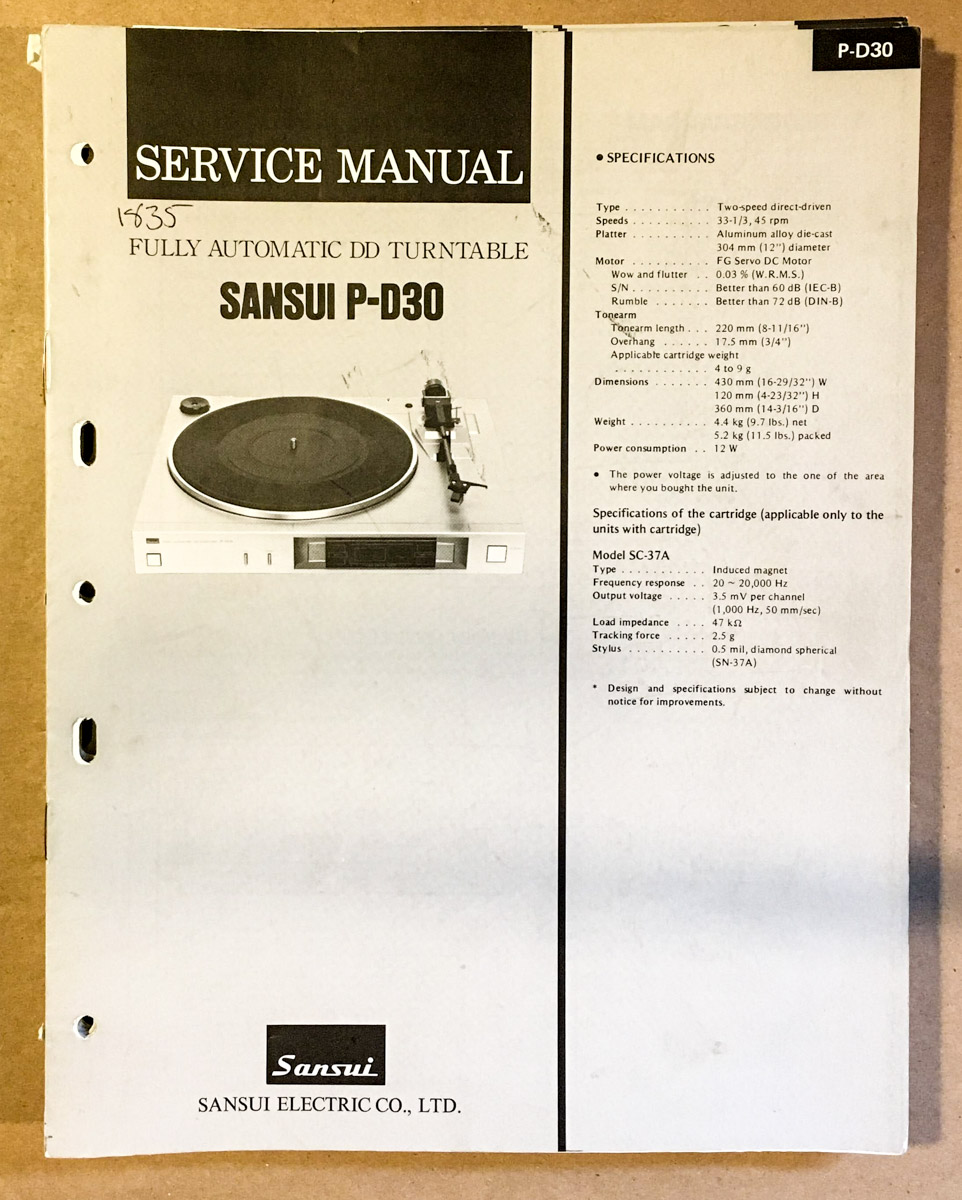 P-D30
SERVICE MANUAL
1835
FULLY AUTOMATIC DD TURNTABLE
SANSUI P-D30
Sansui
SANSUI ELECTRIC CO., LTD.
● SPECIFICATIONS
Type . . . . . . . . . . . Two-speed direct-driven
Speeds . . . . . . . . . . 33-1/3, 45 rpm
Platter . . . . . . . . . . Aluminum alloy die-cast
304 mm (12'') diameter
Motor . . . . . . . . . . FG Servo DC Motor
Wow and flutter . . 0.03 % (W.R.M.S.)
S/N . . . . . . . . . . Better than 60 dB (IEC-B)
Rumble . . . . . . . Better than 72 dB (DIN-B)
Tonearm
Tonearm length . . . 220 mm (8-11/16'')
Overhang . . . . . . 17.5 mm (3/4'')
Applicable cartridge weight
. . . . . . . . . . . . 4 to 9 g
Dimensions . . . . . . . 430 mm (16-29/32'') W
120 mm (4-23/32'') H
360 mm (14-3/16'') D
Weight . . . . . . . . . . 4.4 kg (9.7 lbs.) net
5.2 kg (11.5 lbs.) packed
Power consumption . . 12 W
● The power voltage is adjusted to the one of the area
where you bought the unit.
Specifications of the cartridge (applicable only to the
units with cartridge)
Model SC-37A
Type . . . . . . . . . . . Induced magnet
Frequency response . . 20 ~ 20,000 Hz
Output voltage . . . . . 3.5 mV per channel
(1,000 Hz, 50 mm/sec)
Load impedance . . . . 47 kΩ
Tracking force . . . . . 2.5 g
Stylus . . . . . . . . . . 0.5 mil, diamond spherical
(SN-37A)
* Design and specifications subject to change without
notice for improvements.